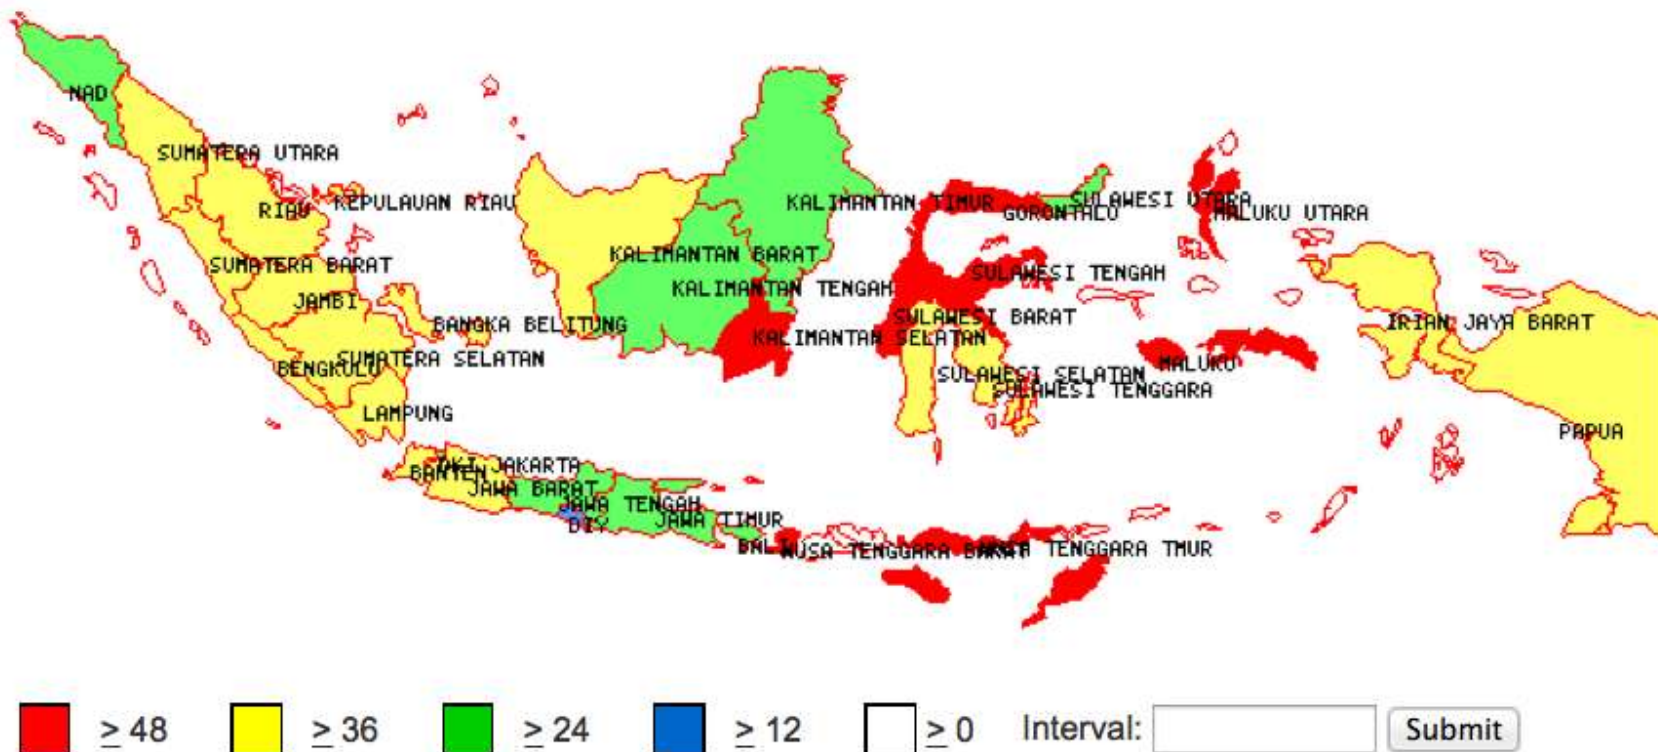 NAD
SUMATERA UTARA
RIAU
KEPULAUAN RIAU
KALIMANTAN TIMUR
SULAWESI UTARA
GORONTALO
MALUKU UTARA
KALIMANTAN BARAT
SUMATERA BARAT
SULAWESI TENGAH
KALIMANTAN TENGAH
JAMBI
BANGKA BELITUNG
SULAWESI BARAT
IRIAN JAYA BARAT
KALIMANTAN SELATAN
SUMATERA SELATAN
BENGKULU
MALUKU
SULAWESI SELATAN
SULAWESI TENGGARA
LAMPUNG
PAPUA
DKI JAKARTA
BANTEN
JAWA BARAT
JAWA TENGAH
JAWA TIMUR
DIY
BALI
NUSA TENGGARA BARAT
TENGGARA TMUR
≥ 48 ≥ 36 ≥ 24 ≥ 12 ≥ 0 Interval: Submit